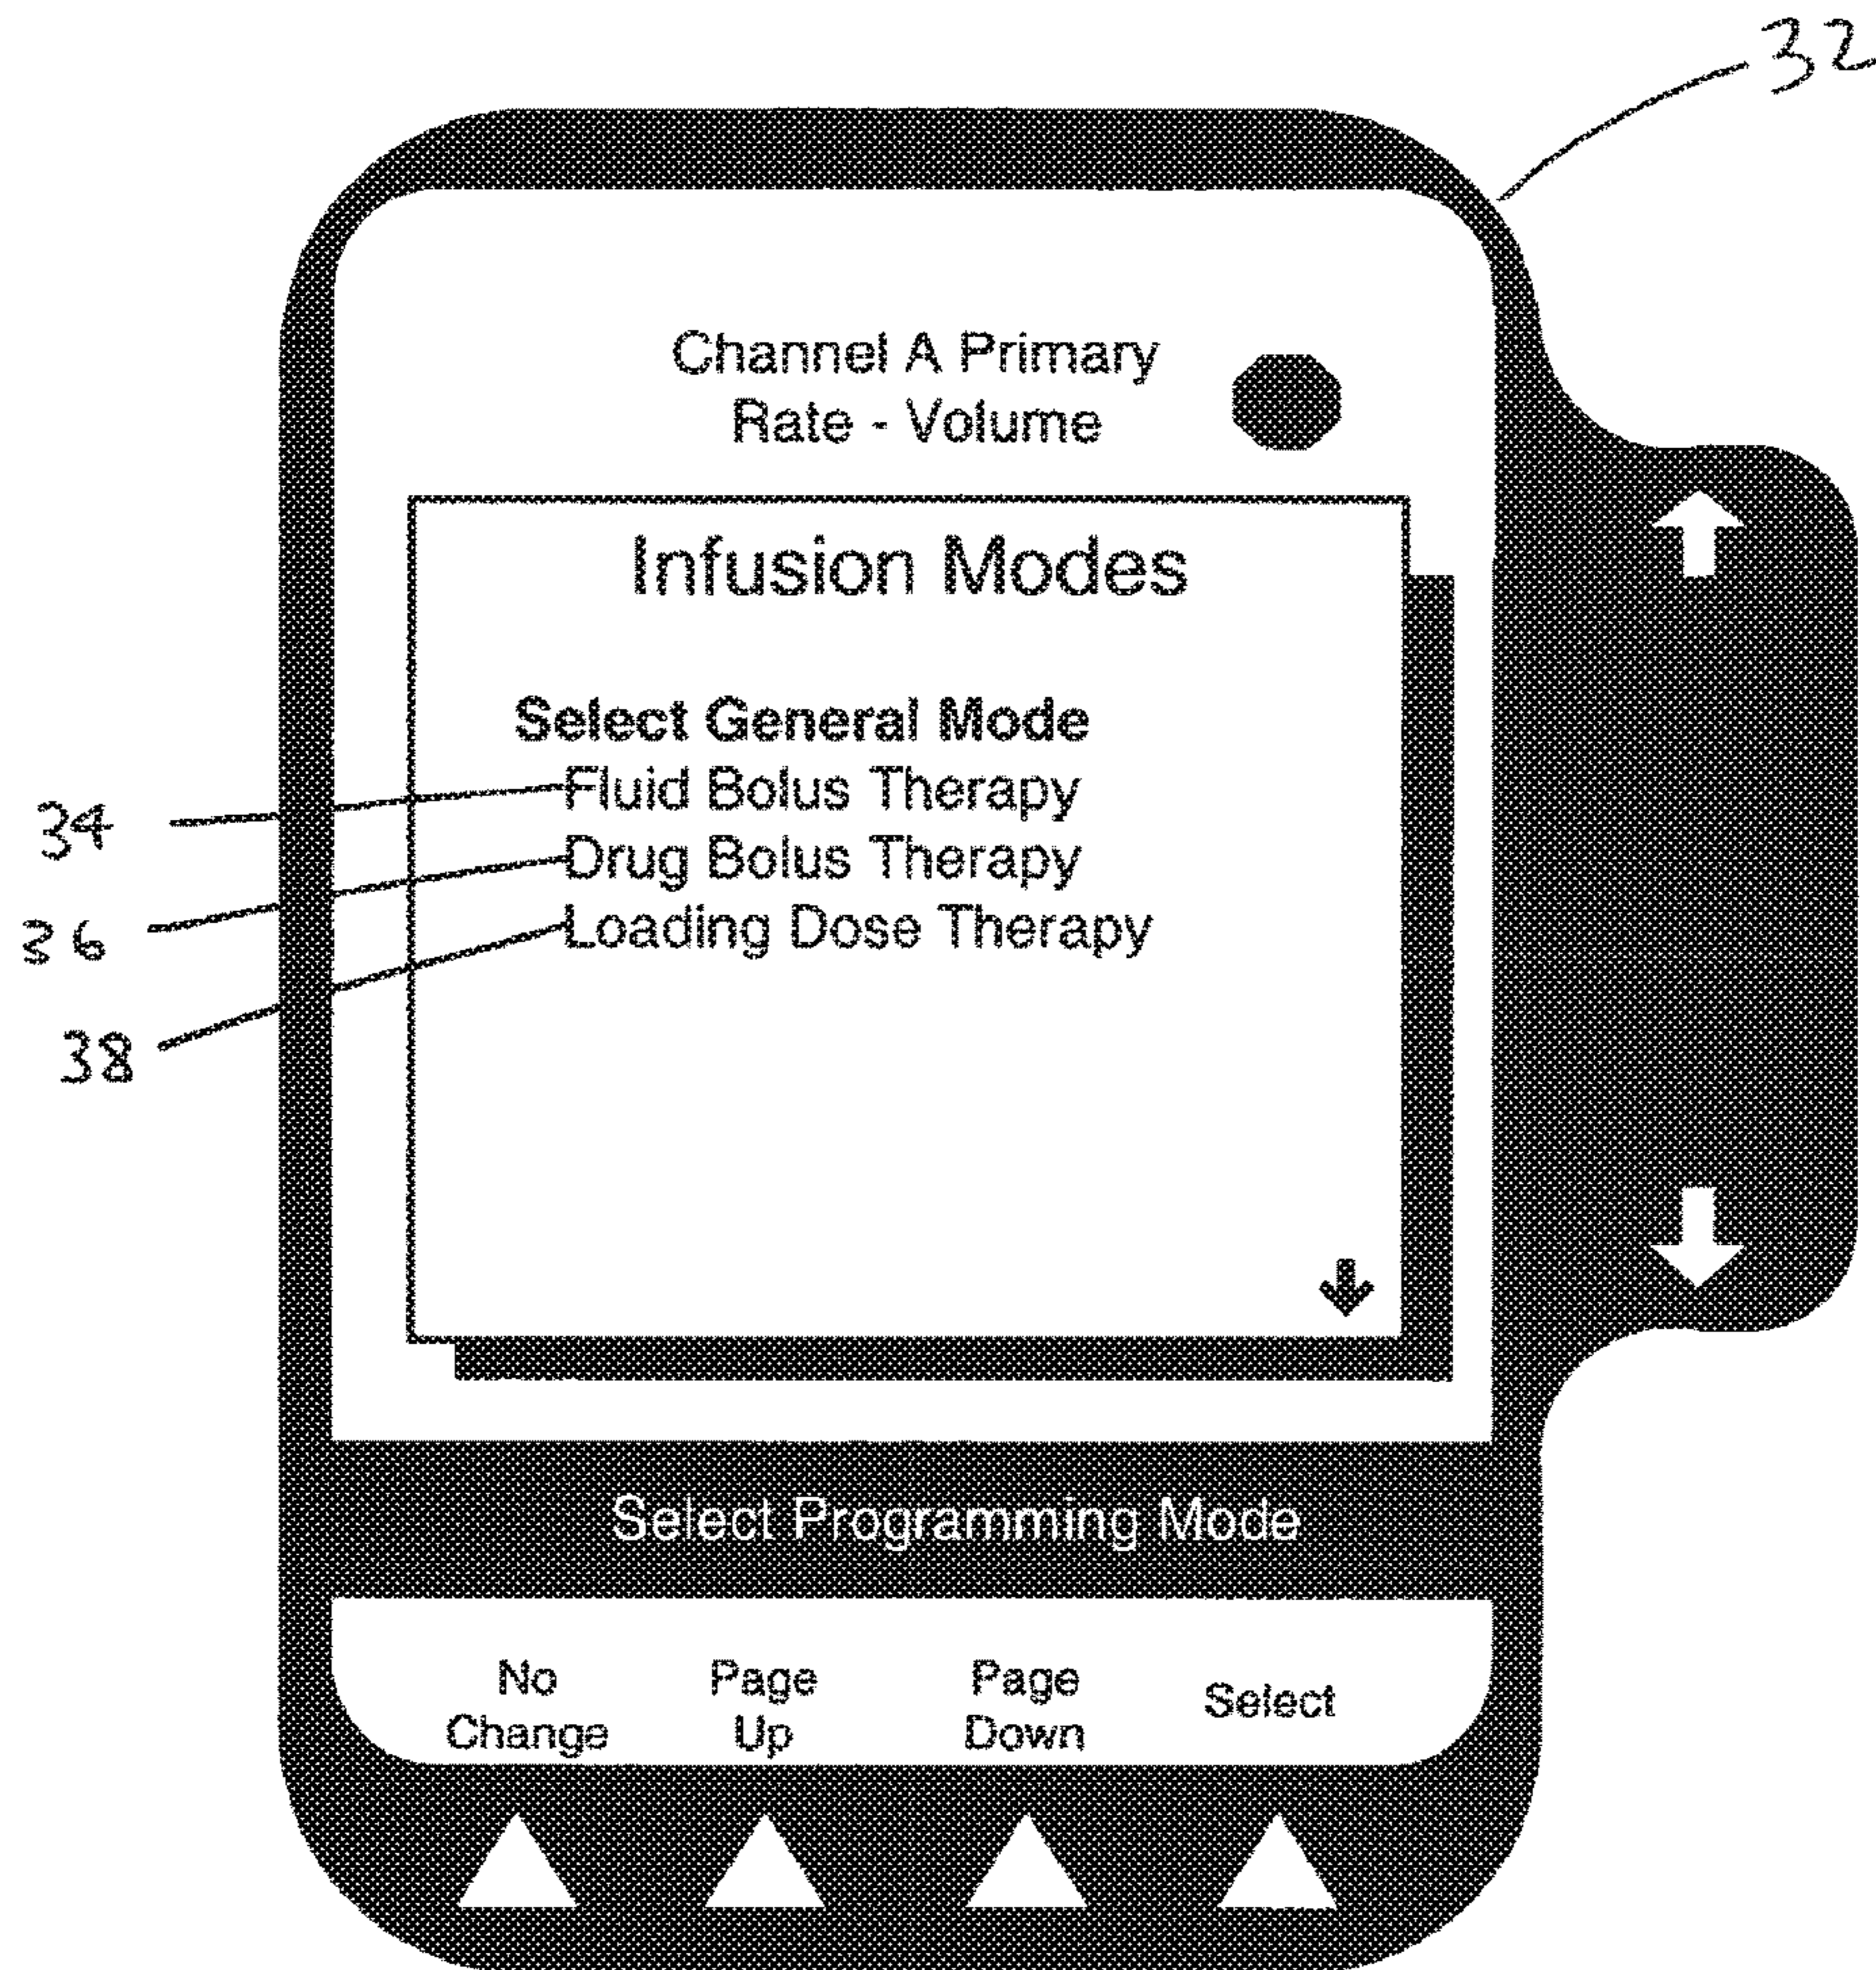 32
Channel A Primary
Rate - Volume
Infusion Modes
Select General Mode
34 Fluid Bolus Therapy
36 Drug Bolus Therapy
38 Loading Dose Therapy
Select Programming Mode
No Change
Page Up
Page Down
Select